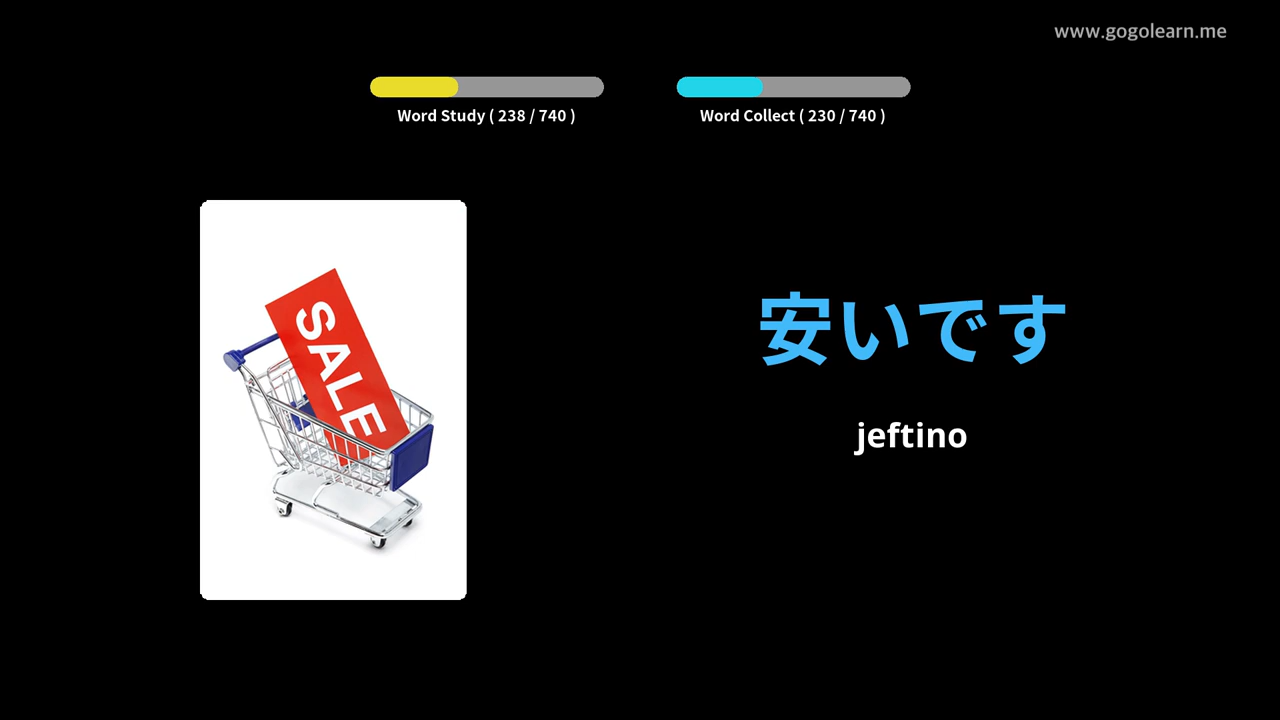 www.gogolearn.me
Word Study ( 238 / 740 )
Word Collect ( 230 / 740 )
SALE
安いです
jeftino